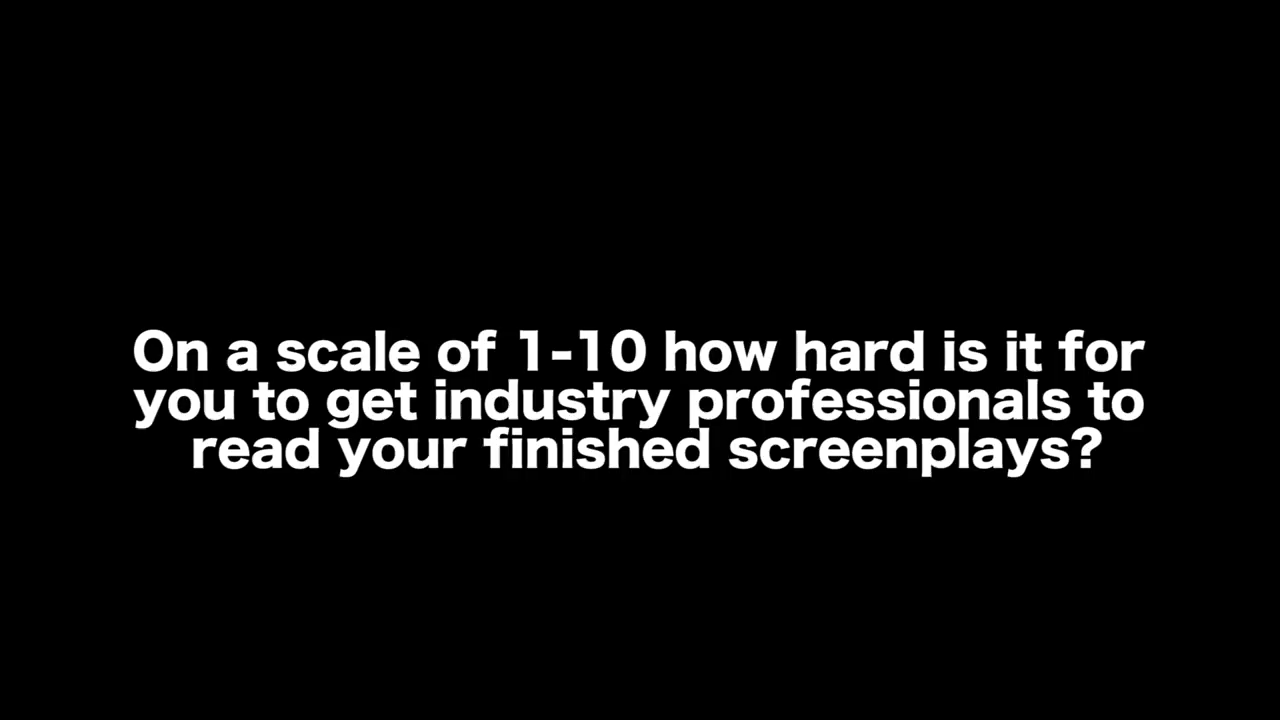 On a scale of 1-10 how hard is it for
you to get industry professionals to
read your finished screenplays?